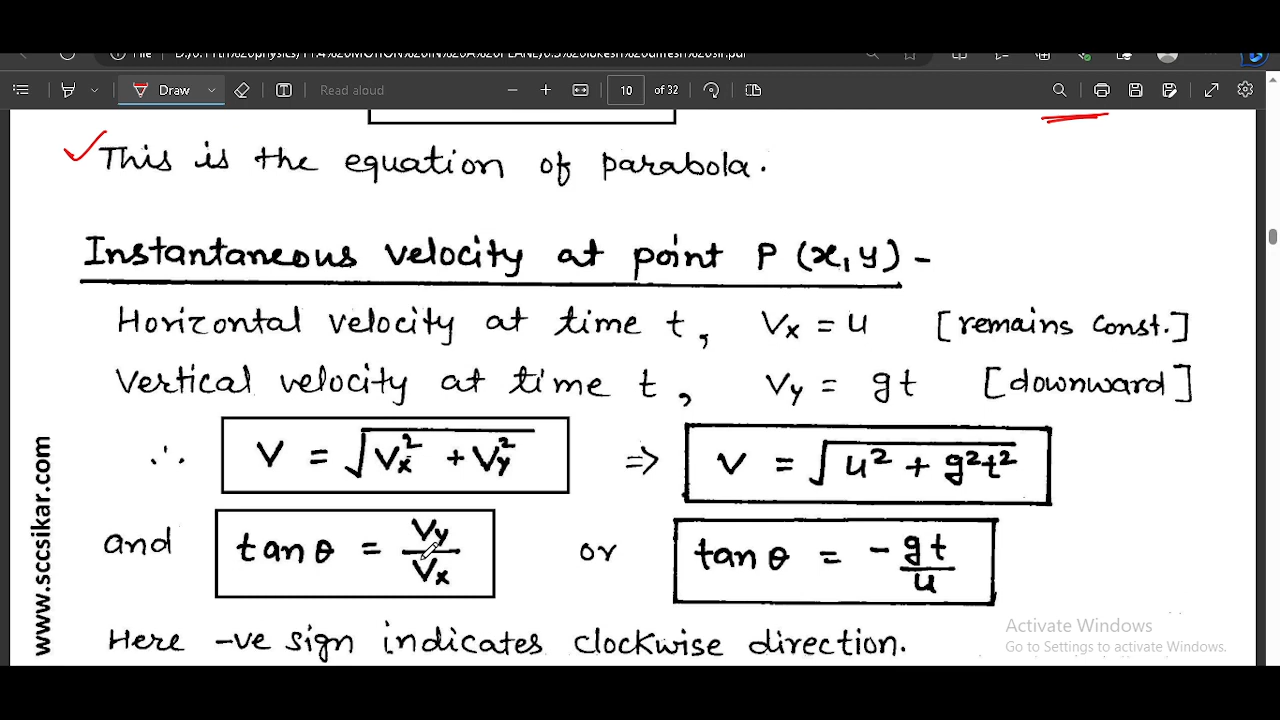 Draw
Read aloud
10 of 32
This is the equation of parabola.
Instantaneous velocity at point P (x, y) -
Horizontal velocity at time t, Vx = u [remains const.]
Vertical velocity at time t, Vy = gt [downward]
∴ V = √(Vx² + Vy²) ⇒ V = √(u² + g²t²)
and tan θ = Vy/Vx or tan θ = - gt/u
Here -ve sign indicates clockwise direction.
www.sccsikar.com
Activate Windows
Go to Settings to activate Windows.